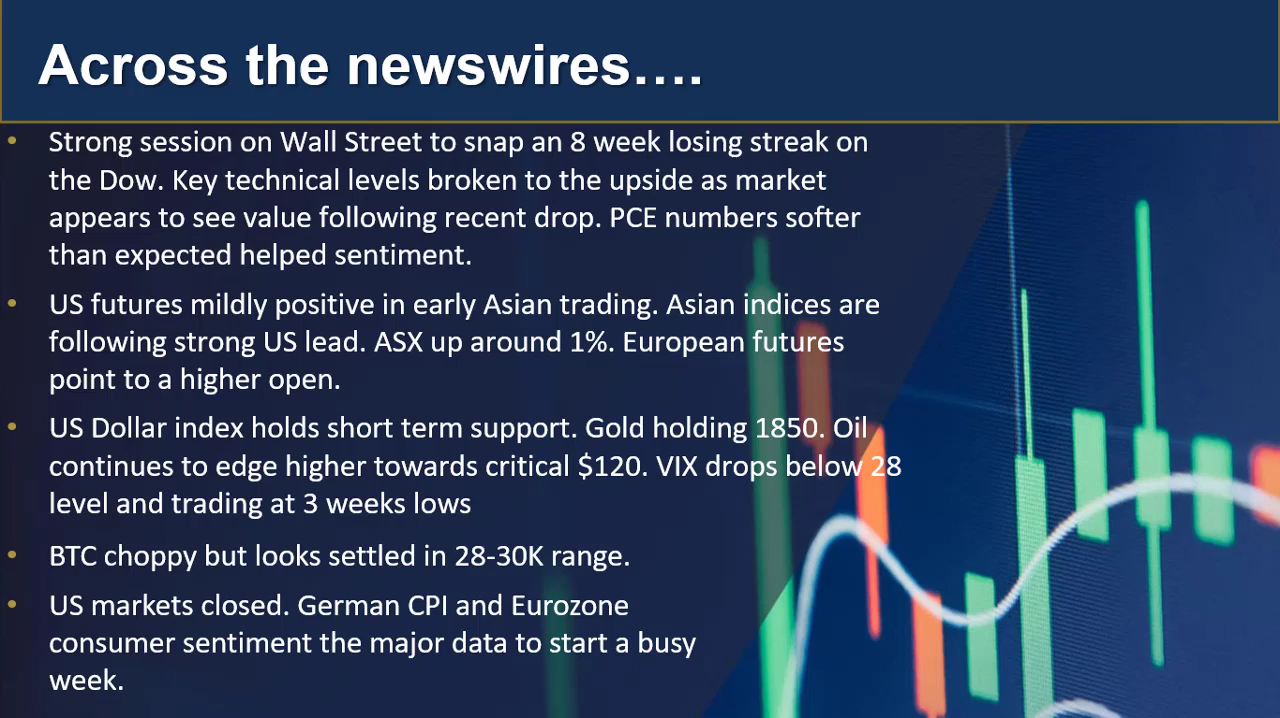 Across the newswires….
• Strong session on Wall Street to snap an 8 week losing streak on
the Dow. Key technical levels broken to the upside as market
appears to see value following recent drop. PCE numbers softer
than expected helped sentiment.
• US futures mildly positive in early Asian trading. Asian indices are
following strong US lead. ASX up around 1%. European futures
point to a higher open.
• US Dollar index holds short term support. Gold holding 1850. Oil
continues to edge higher towards critical $120. VIX drops below 28
level and trading at 3 weeks lows
• BTC choppy but looks settled in 28-30K range.
• US markets closed. German CPI and Eurozone
consumer sentiment the major data to start a busy
week.